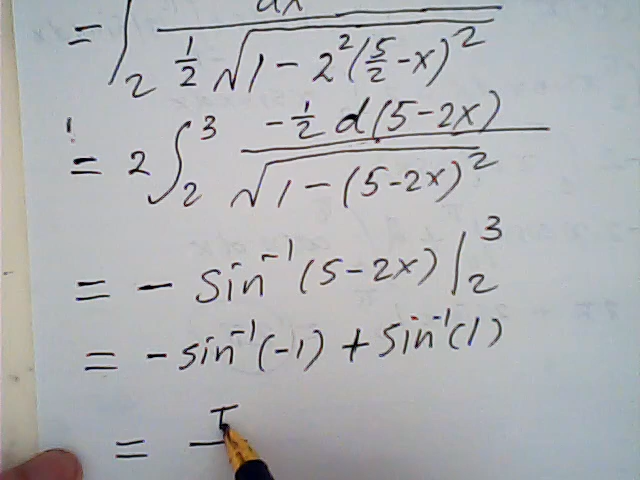 = ∫₂ dx / (1/2 √(1 - 2²(5/2 - x)²))
= 2 ∫₂³ -1/2 d(5-2x) / √(1 - (5-2x)²)
= - sin⁻¹(5-2x) |₂³
= - sin⁻¹(-1) + sin⁻¹(1)
=